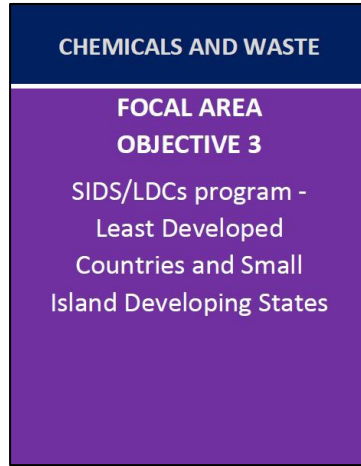 CHEMICALS AND WASTE
FOCAL AREA
OBJECTIVE 3
SIDS/LDCs program -
Least Developed
Countries and Small
Island Developing States